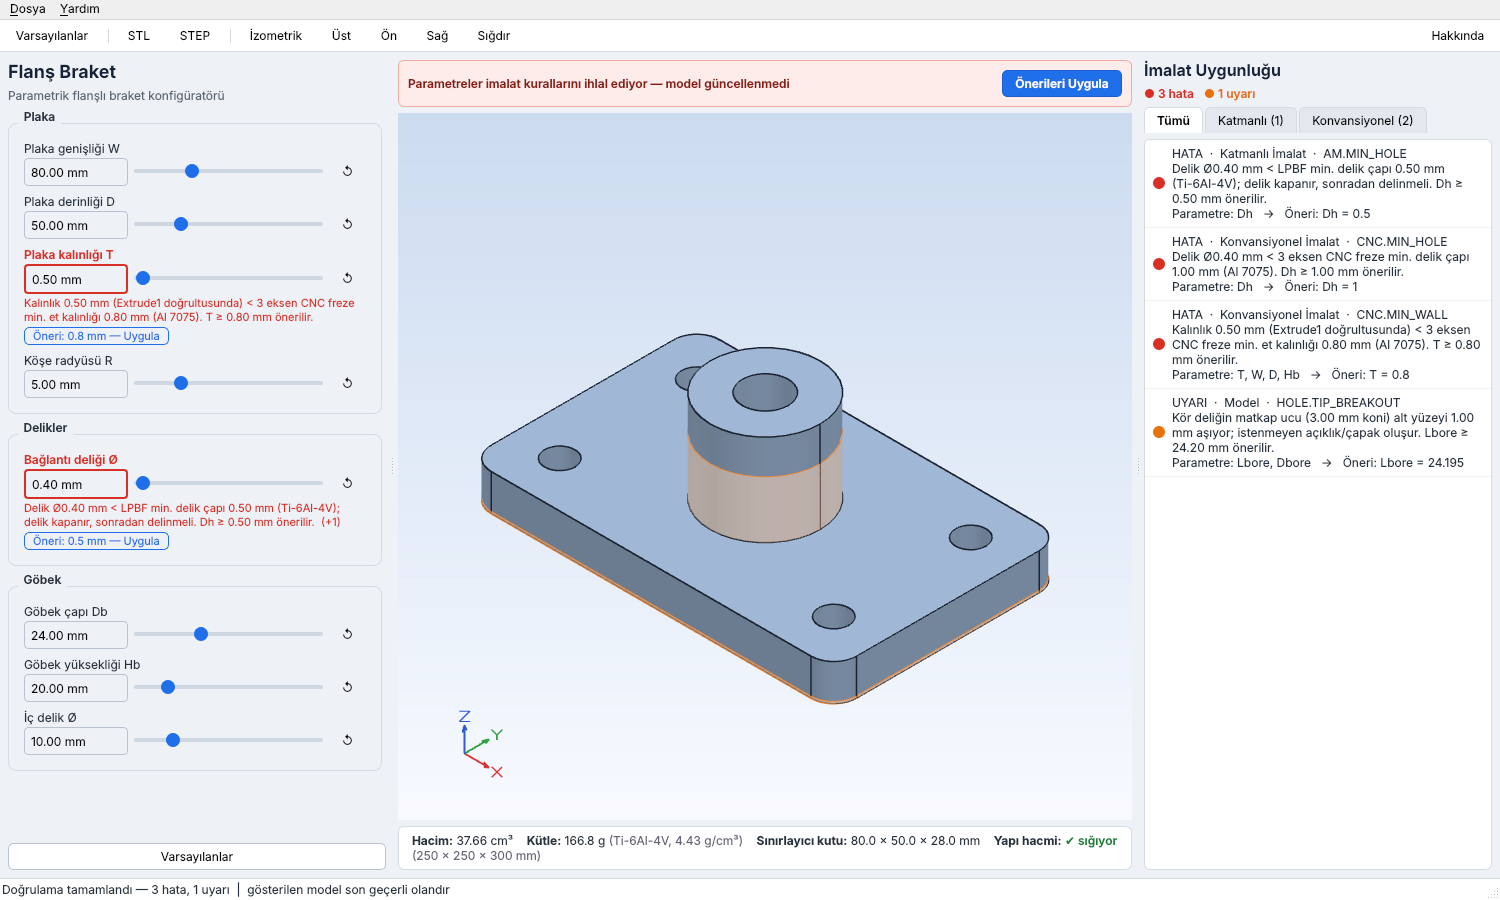 Dosya Yardım
Varsayılanlar STL STEP İzometrik Üst Ön Sağ Sığdır Hakkında
Flanş Braket
Parametrik flanşlı braket konfigüratörü
Plaka
Plaka genişliği W
80.00 mm
Plaka derinliği D
50.00 mm
Plaka kalınlığı T
0.50 mm
Kalınlık 0.50 mm (Extrude1 doğrultusunda) < 3 eksen CNC freze
min. et kalınlığı 0.80 mm (Al 7075). T ≥ 0.80 mm önerilir.
Öneri: 0.8 mm — Uygula
Köşe radyüsü R
5.00 mm
Delikler
Bağlantı deliği Ø
0.40 mm
Delik Ø0.40 mm < LPBF min. delik çapı 0.50 mm (Ti-6Al-4V);
delik kapanır, sonradan delinmeli. Dh ≥ 0.50 mm önerilir. (+1)
Öneri: 0.5 mm — Uygula
Göbek
Göbek çapı Db
24.00 mm
Göbek yüksekliği Hb
20.00 mm
İç delik Ø
10.00 mm
Varsayılanlar
Parametreler imalat kurallarını ihlal ediyor — model güncellenmedi
Önerileri Uygula
Z
Y
X
Hacim: 37.66 cm³ Kütle: 166.8 g (Ti-6Al-4V, 4.43 g/cm³) Sınırlayıcı kutu: 80.0 × 50.0 × 28.0 mm Yapı hacmi: ✔ sığıyor
(250 × 250 × 300 mm)
İmalat Uygunluğu
3 hata 1 uyarı
Tümü Katmanlı (1) Konvansiyonel (2)
HATA · Katmanlı İmalat · AM.MIN_HOLE
Delik Ø0.40 mm < LPBF min. delik çapı 0.50 mm
(Ti-6Al-4V); delik kapanır, sonradan delinmeli. Dh ≥
0.50 mm önerilir.
Parametre: Dh → Öneri: Dh = 0.5
HATA · Konvansiyonel İmalat · CNC.MIN_HOLE
Delik Ø0.40 mm < 3 eksen CNC freze min. delik çapı
1.00 mm (Al 7075). Dh ≥ 1.00 mm önerilir.
Parametre: Dh → Öneri: Dh = 1
HATA · Konvansiyonel İmalat · CNC.MIN_WALL
Kalınlık 0.50 mm (Extrude1 doğrultusunda) < 3 eksen
CNC freze min. et kalınlığı 0.80 mm (Al 7075). T ≥ 0.80
mm önerilir.
Parametre: T, W, D, Hb → Öneri: T = 0.8
UYARI · Model · HOLE.TIP_BREAKOUT
Kör deliğin matkap ucu (3.00 mm koni) alt yüzeyi 1.00
mm aşıyor; istenmeyen açıklık/çapak oluşur. Lbore ≥
24.20 mm önerilir.
Parametre: Lbore, Dbore → Öneri: Lbore = 24.195
Doğrulama tamamlandı — 3 hata, 1 uyarı | gösterilen model son geçerli olandır